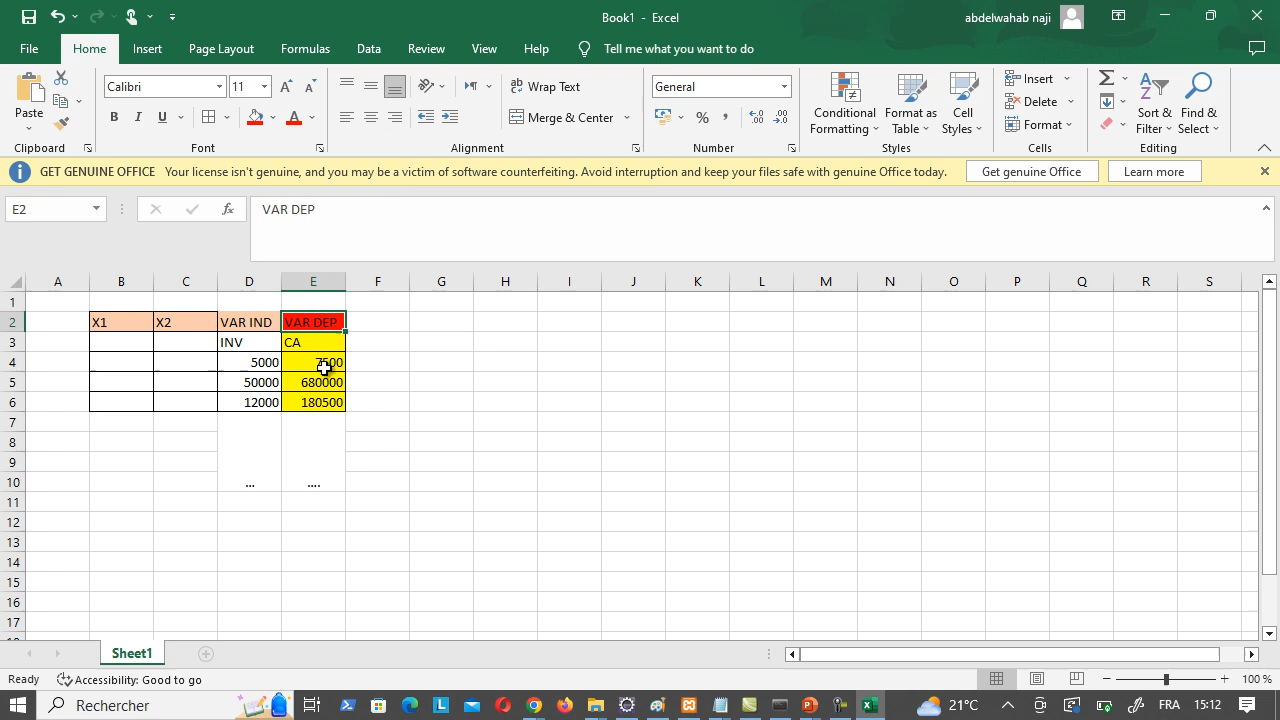 Book1 - Excel
abdelwahab naji
File Home Insert Page Layout Formulas Data Review View Help Tell me what you want to do
Calibri 11
Wrap Text
General
Insert
Paste
B I U
Merge & Center
%
Conditional Formatting
Format as Table
Cell Styles
Delete
Format
Sort & Filter
Find & Select
Clipboard Font Alignment Number Styles Cells Editing
GET GENUINE OFFICE Your license isn't genuine, and you may be a victim of software counterfeiting. Avoid interruption and keep your files safe with genuine Office today. Get genuine Office Learn more
E2 fx VAR DEP
A B C D E F G H I J K L M N O P Q R S
1
2 X1 X2 VAR IND VAR DEP
3 INV CA
4 5000 7500
5 50000 680000
6 12000 180500
7
8
9
10 ... ....
11
12
13
14
15
16
17
Sheet1
Ready Accessibility: Good to go 100 %
Rechercher 21°C FRA 15:12